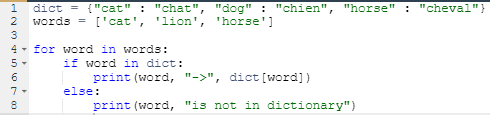 1 dict = {"cat" : "chat", "dog" : "chien", "horse" : "cheval"}
2 words = ['cat', 'lion', 'horse']
3
4 for word in words:
5     if word in dict:
6         print(word, "->", dict[word])
7     else:
8         print(word, "is not in dictionary")